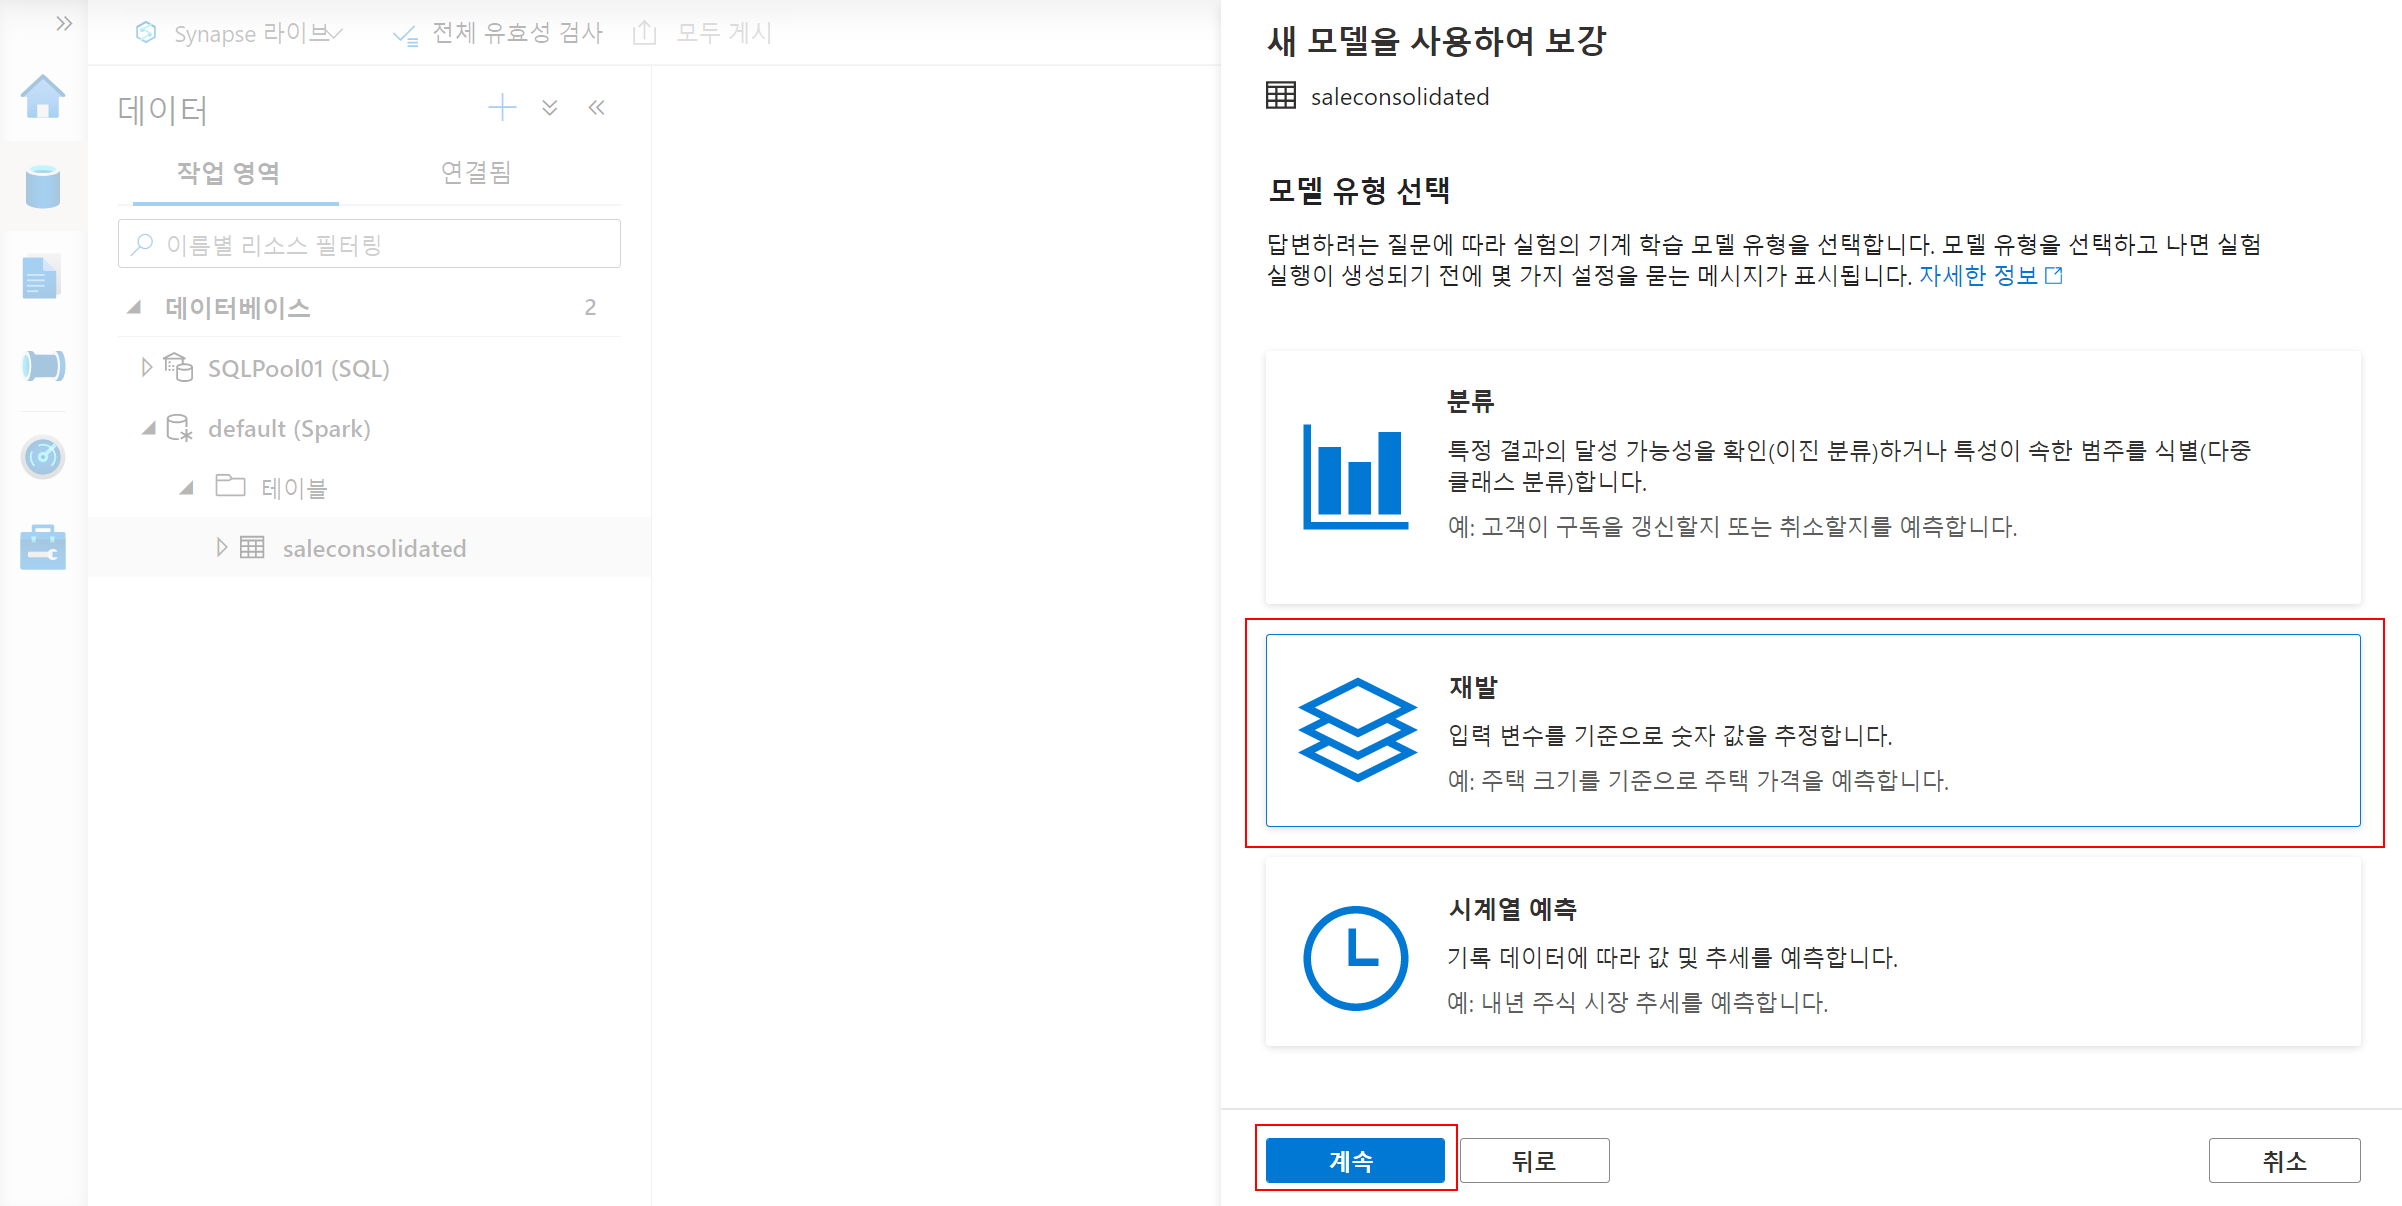 Synapse 라이브
전체 유효성 검사
모두 게시
데이터
작업 영역
연결됨
이름별 리소스 필터링
데이터베이스
2
SQLPool01 (SQL)
default (Spark)
테이블
saleconsolidated
새 모델을 사용하여 보강
saleconsolidated
모델 유형 선택
답변하려는 질문에 따라 실험의 기계 학습 모델 유형을 선택합니다. 모델 유형을 선택하고 나면 실험
실행이 생성되기 전에 몇 가지 설정을 묻는 메시지가 표시됩니다. 자세한 정보
분류
특정 결과의 달성 가능성을 확인(이진 분류)하거나 특성이 속한 범주를 식별(다중
클래스 분류)합니다.
예: 고객이 구독을 갱신할지 또는 취소할지를 예측합니다.
재발
입력 변수를 기준으로 숫자 값을 추정합니다.
예: 주택 크기를 기준으로 주택 가격을 예측합니다.
시계열 예측
기록 데이터에 따라 값 및 추세를 예측합니다.
예: 내년 주식 시장 추세를 예측합니다.
계속
뒤로
취소